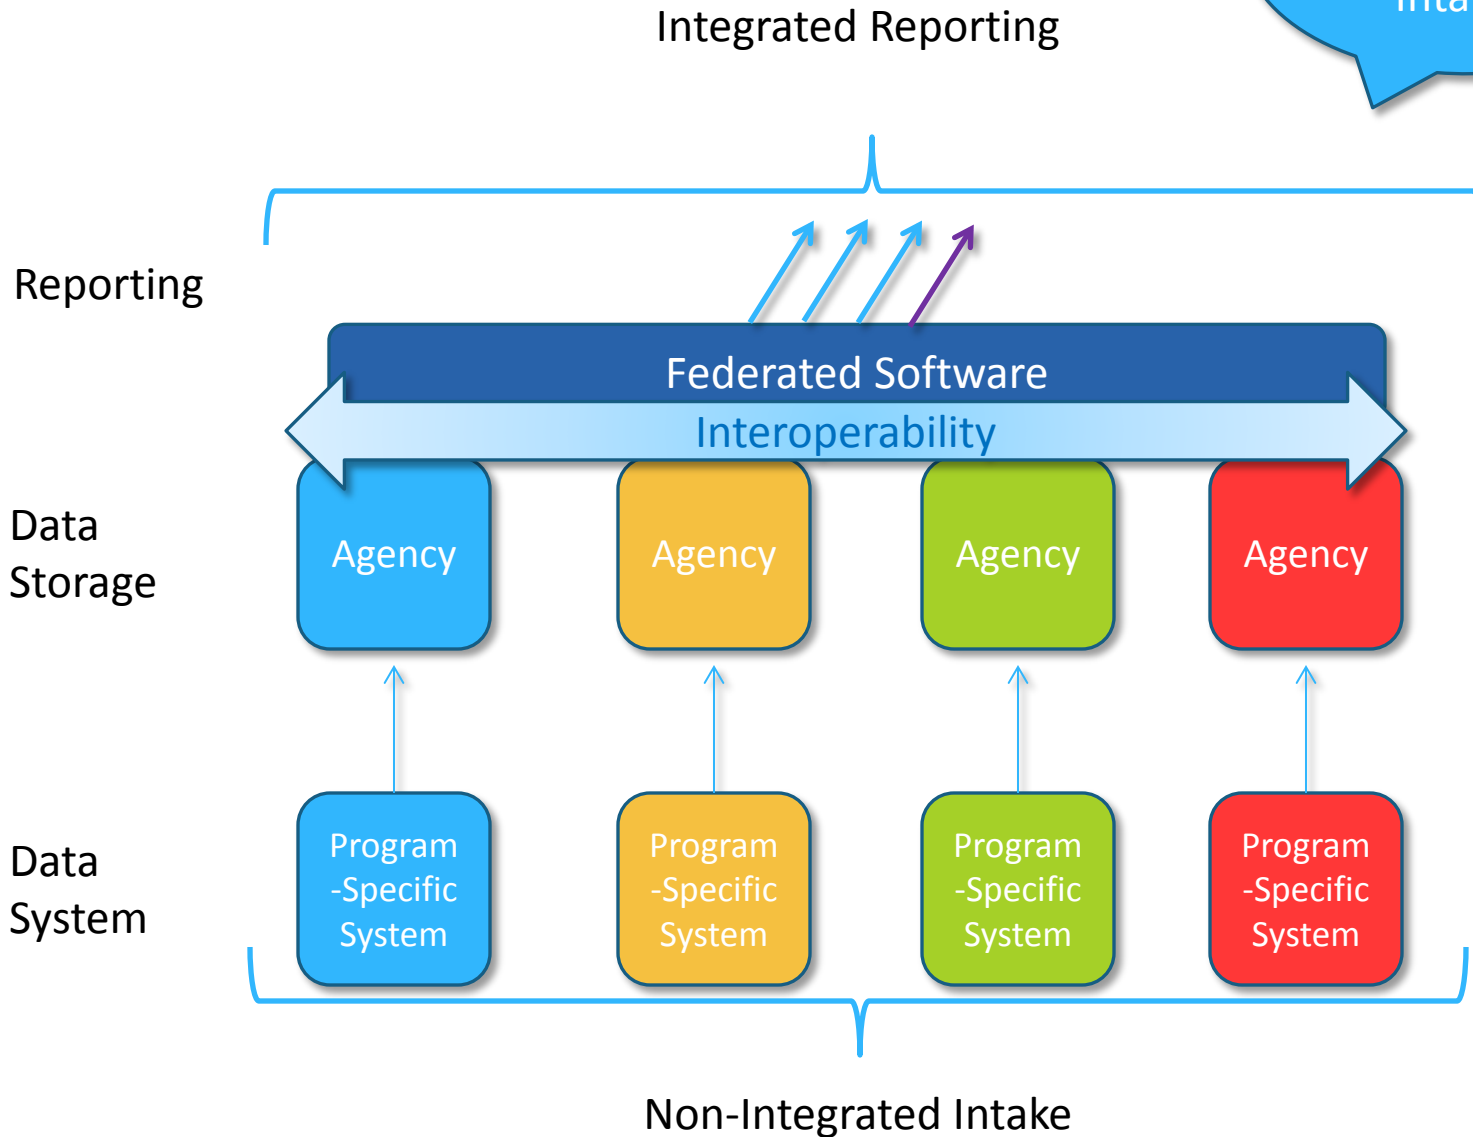 Integrated Reporting
Reporting
Federated Software
Interoperability
Data
Storage
Agency
Agency
Agency
Agency
Data
System
Program
-Specific
System
Program
-Specific
System
Program
-Specific
System
Program
-Specific
System
Non-Integrated Intake